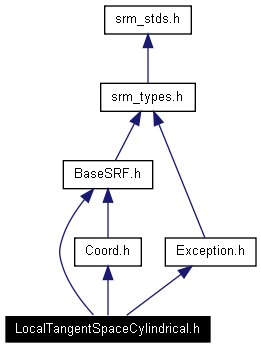 srm_stds.h
srm_types.h
BaseSRF.h
Coord.h
Exception.h
LocalTangentSpaceCylindrical.h